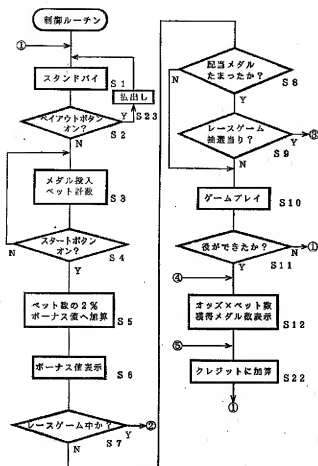 制御ルーチン
①
スタンドバイ
S1
払出し
ペイアウトボタン
オン?
Y
S23
S2
N
メダル投入
ベット計数
S3
スタートボタン
オン?
N
S4
Y
ベット数の2%
ボーナス値へ加算
S5
ボーナス値表示
S6
レースゲーム中か?
Y
②
S7
N
配当メダル
たまったか?
N
S8
Y
レースゲーム
抽選当り?
Y
③
S9
N
ゲームプレイ
S10
役ができたか?
N
①
S11
Y
④
オッズ×ベット数
獲得メダル数表示
S12
⑤
クレジットに加算
S22
①